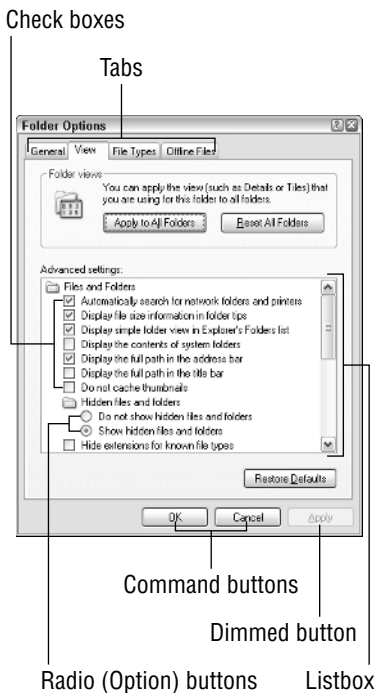 Check boxes
Tabs
Folder Options
General View File Types Offline Files
Folder views
You can apply the view (such as Details or Tiles) that
you are using for this folder to all folders.
Apply to All Folders Reset All Folders
Advanced settings:
Files and Folders
Automatically search for network folders and printers
Display file size information in folder tips
Display simple folder view in Explorer's Folders list
Display the contents of system folders
Display the full path in the address bar
Display the full path in the title bar
Do not cache thumbnails
Hidden files and folders
Do not show hidden files and folders
Show hidden files and folders
Hide extensions for known file types
Restore Defaults
OK Cancel Apply
Command buttons
Dimmed button
Radio (Option) buttons Listbox